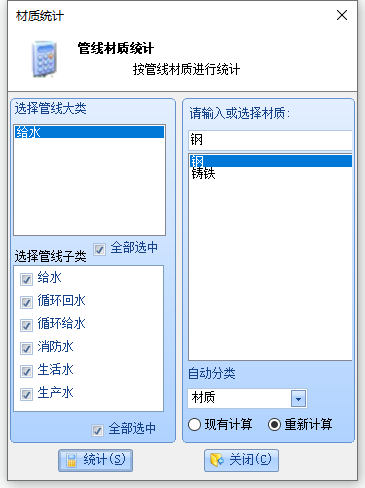 材质统计
管线材质统计
按管线材质进行统计
选择管线大类
给水
全部选中
选择管线子类
给水
循环回水
循环给水
消防水
生活水
生产水
全部选中
请输入或选择材质:
钢
钢
铸铁
自动分类
材质
现有计算 重新计算
统计(S) 关闭(C)